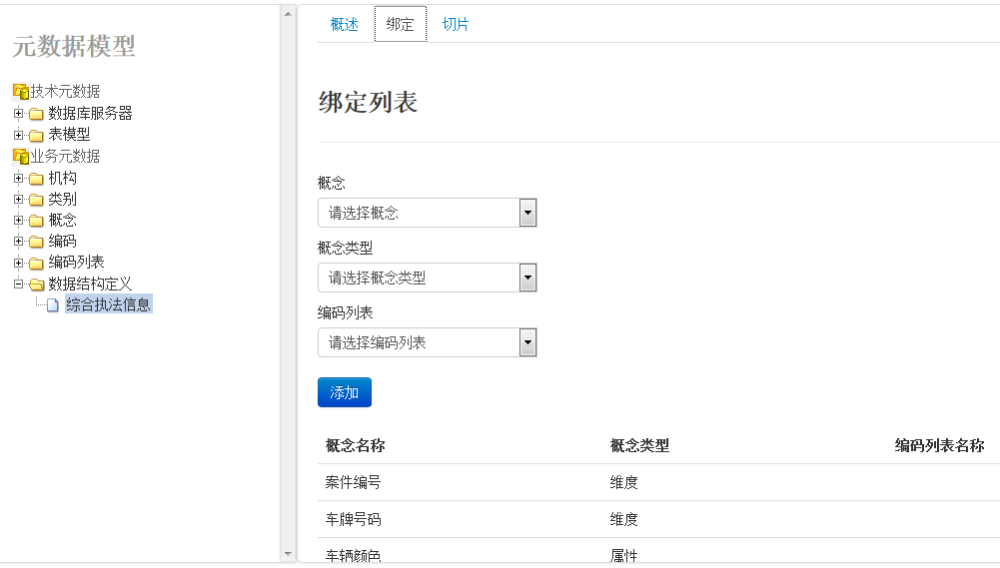 元数据模型
技术元数据
数据库服务器
表模型
业务元数据
机构
类别
概念
编码
编码列表
数据结构定义
综合执法信息
概述 绑定 切片
绑定列表
概念
请选择概念
概念类型
请选择概念类型
编码列表
请选择编码列表
添加
概念名称 概念类型 编码列表名称
案件编号 维度
车牌号码 维度
车辆颜色 属性